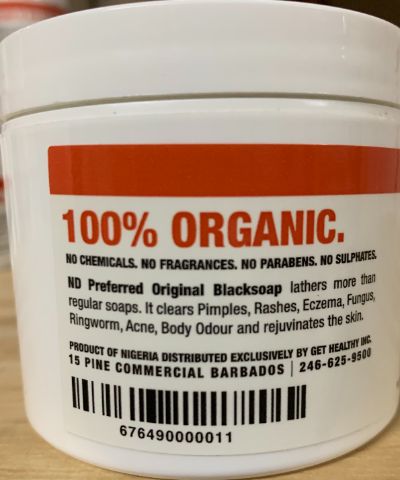 100% ORGANIC.
NO CHEMICALS. NO FRAGRANCES. NO PARABENS. NO SULPHATES.
ND Preferred Original Blacksoap lathers more than
regular soaps. It clears Pimples, Rashes, Eczema, Fungus,
Ringworm, Acne, Body Odour and rejuvinates the skin.
PRODUCT OF NIGERIA DISTRIBUTED EXCLUSIVELY BY GET HEALTHY INC.
15 PINE COMMERCIAL BARBADOS | 246-625-9500
676490000011